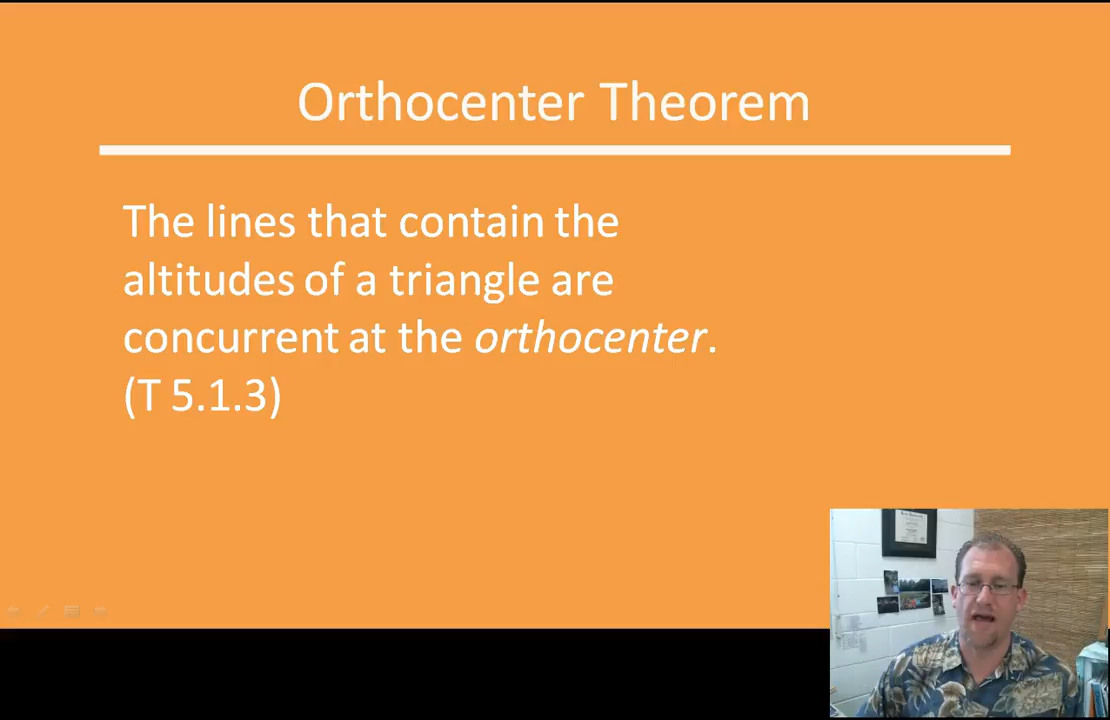 Orthocenter Theorem
The lines that contain the
altitudes of a triangle are
concurrent at the orthocenter.
(T 5.1.3)